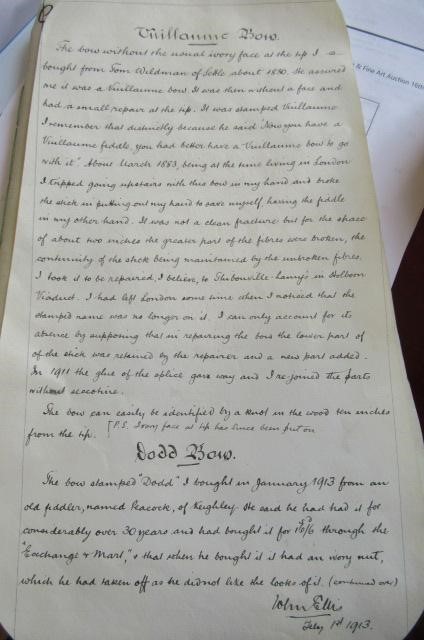 Vuillaume Bow.
The bow without the usual ivory face at the tip I
bought from Tom Wildman of Settle about 1880. He assured
me it was a Vuillaume bow. It was then without a face and
had a small repair at the tip. It was stamped Vuillaume
I remember that distinctly because he said "Now you have a
Vuillaume fiddle, you had better have a Vuillaume bow to go
with it". About March 1883, being at the time living in London
I tripped going upstairs with this bow in my hand and broke
the stick in putting out my hand to save myself, having the fiddle
in my other hand. It was not a clean fracture but for the space
of about two inches the greater part of the fibres were broken, the
continuity of the stick being maintained by the unbroken fibres.
I took it to be repaired, I believe, to Thibouville-Lamy's in Holborn
Viaduct. I had left London some time when I noticed that the
stamped name was no longer on it. I can only account for its
absence by supposing that in repairing the bow the lower part of
of the stick was retained by the repairer and a new part added.
In 1911 the glue of the splice gave way and I re-joined the parts
without seccotine.
The bow can easily be identified by a knot in the wood ten inches
from the tip. [P.S. Ivory face at tip has since been put on
Dodd Bow.
The bow stamped "Dodd" I bought in January 1913 from an
old fiddler, named Peacock, of Keighley. He said he had had it for
considerably over 30 years and had bought it for through the
"Exchange & Mart," & that when he bought it it had an ivory nut,
which he had taken off as he did not like the looks of it. (continued over)
John Ellis
Feby 1st 1913.
& Fine Art Auction